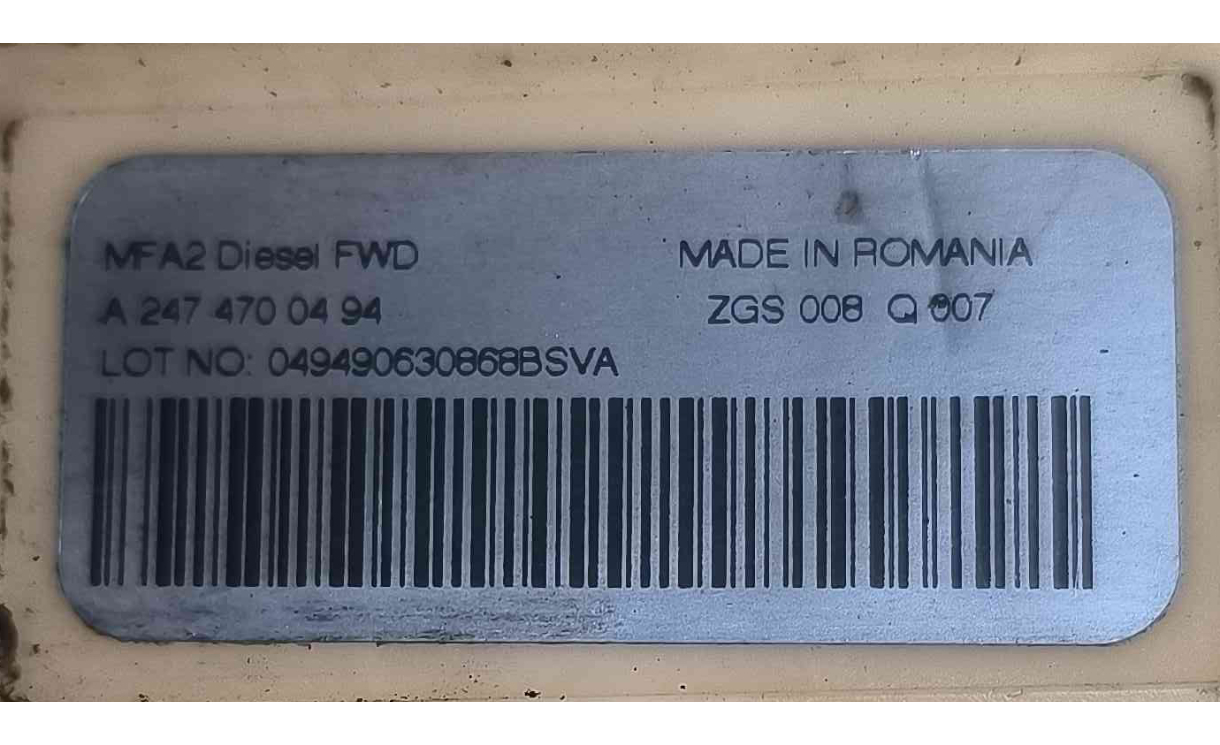 MFA2 Diesel FWD MADE IN ROMANIA
A 247 470 04 94 ZGS 008 Q 007
LOT NO: 049490630868BSVA